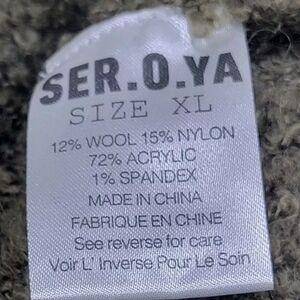 SER.O.YA
SIZE XL
12% WOOL 15% NYLON
72% ACRYLIC
1% SPANDEX
MADE IN CHINA
FABRIQUE EN CHINE
See reverse for care
Voir L' Inverse Pour Le Soin